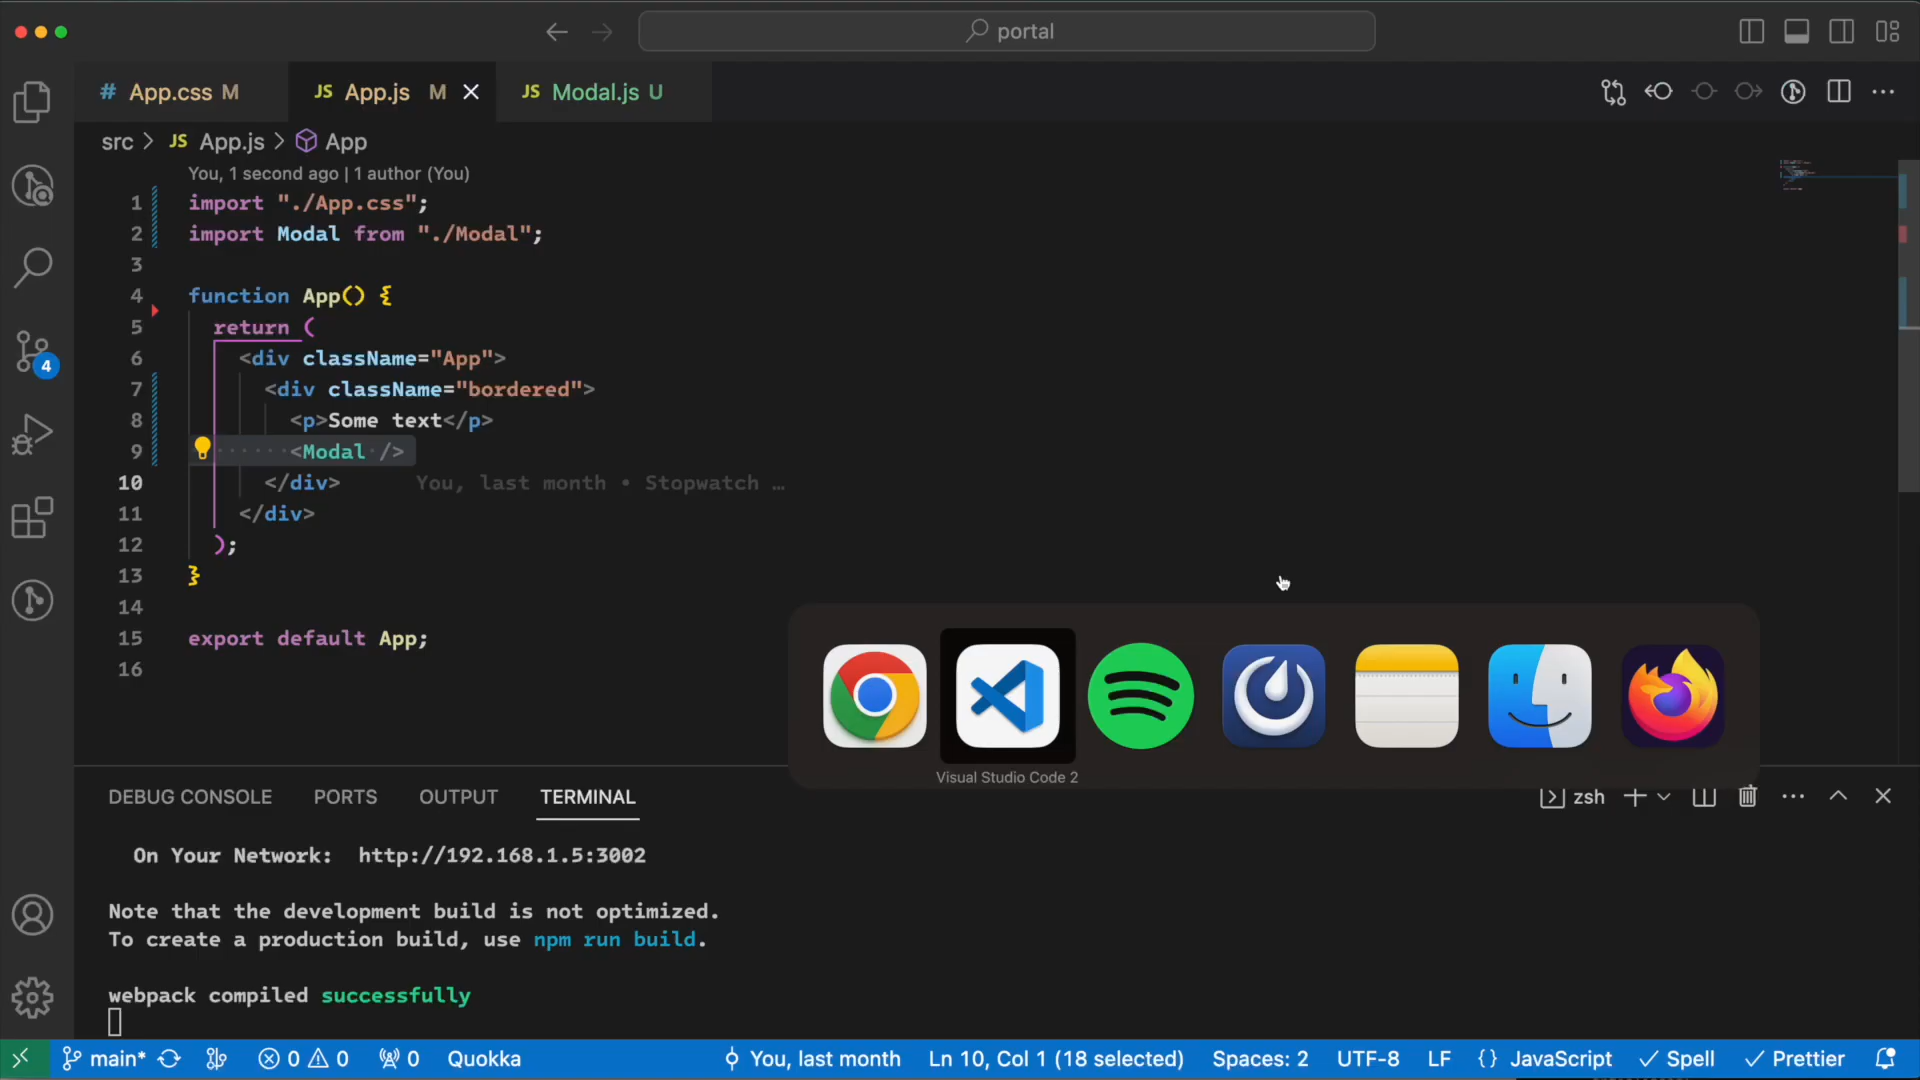 portal
# App.css M
JS App.js M
JS Modal.js U
src > JS App.js > App
You, 1 second ago | 1 author (You)
1 import "./App.css";
2 import Modal from "./Modal";
3
4 function App() {
5 return (
6 <div className="App">
7 <div className="bordered">
8 <p>Some text</p>
9 <Modal />
10 </div> You, last month • Stopwatch …
11 </div>
12 );
13 }
14
15 export default App;
16
4
Visual Studio Code 2
DEBUG CONSOLE PORTS OUTPUT TERMINAL
zsh
On Your Network: http://192.168.1.5:3002
Note that the development build is not optimized.
To create a production build, use npm run build.
webpack compiled successfully
main* 0 0 0 Quokka You, last month Ln 10, Col 1 (18 selected) Spaces: 2 UTF-8 LF {} JavaScript Spell Prettier